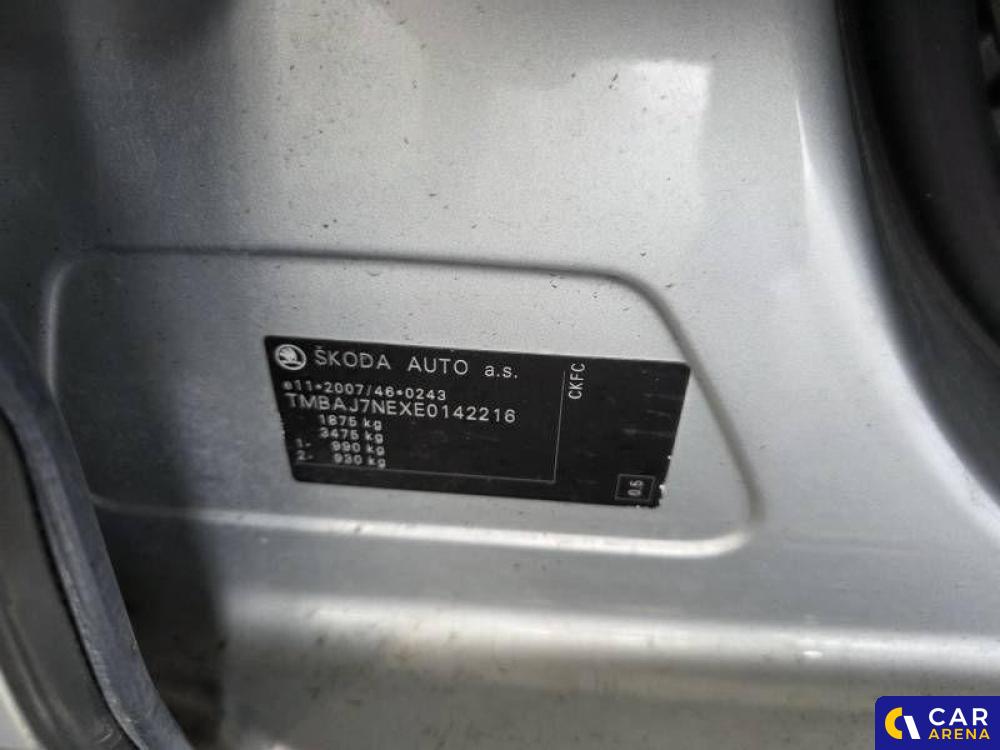 ŠKODA AUTO a.s.
e11*2007/46*0243
TMBAJ7NEXE0142216
1875 kg
3475 kg
1- 990 kg
2- 930 kg
CKFC
0.5
CAR
ARENA